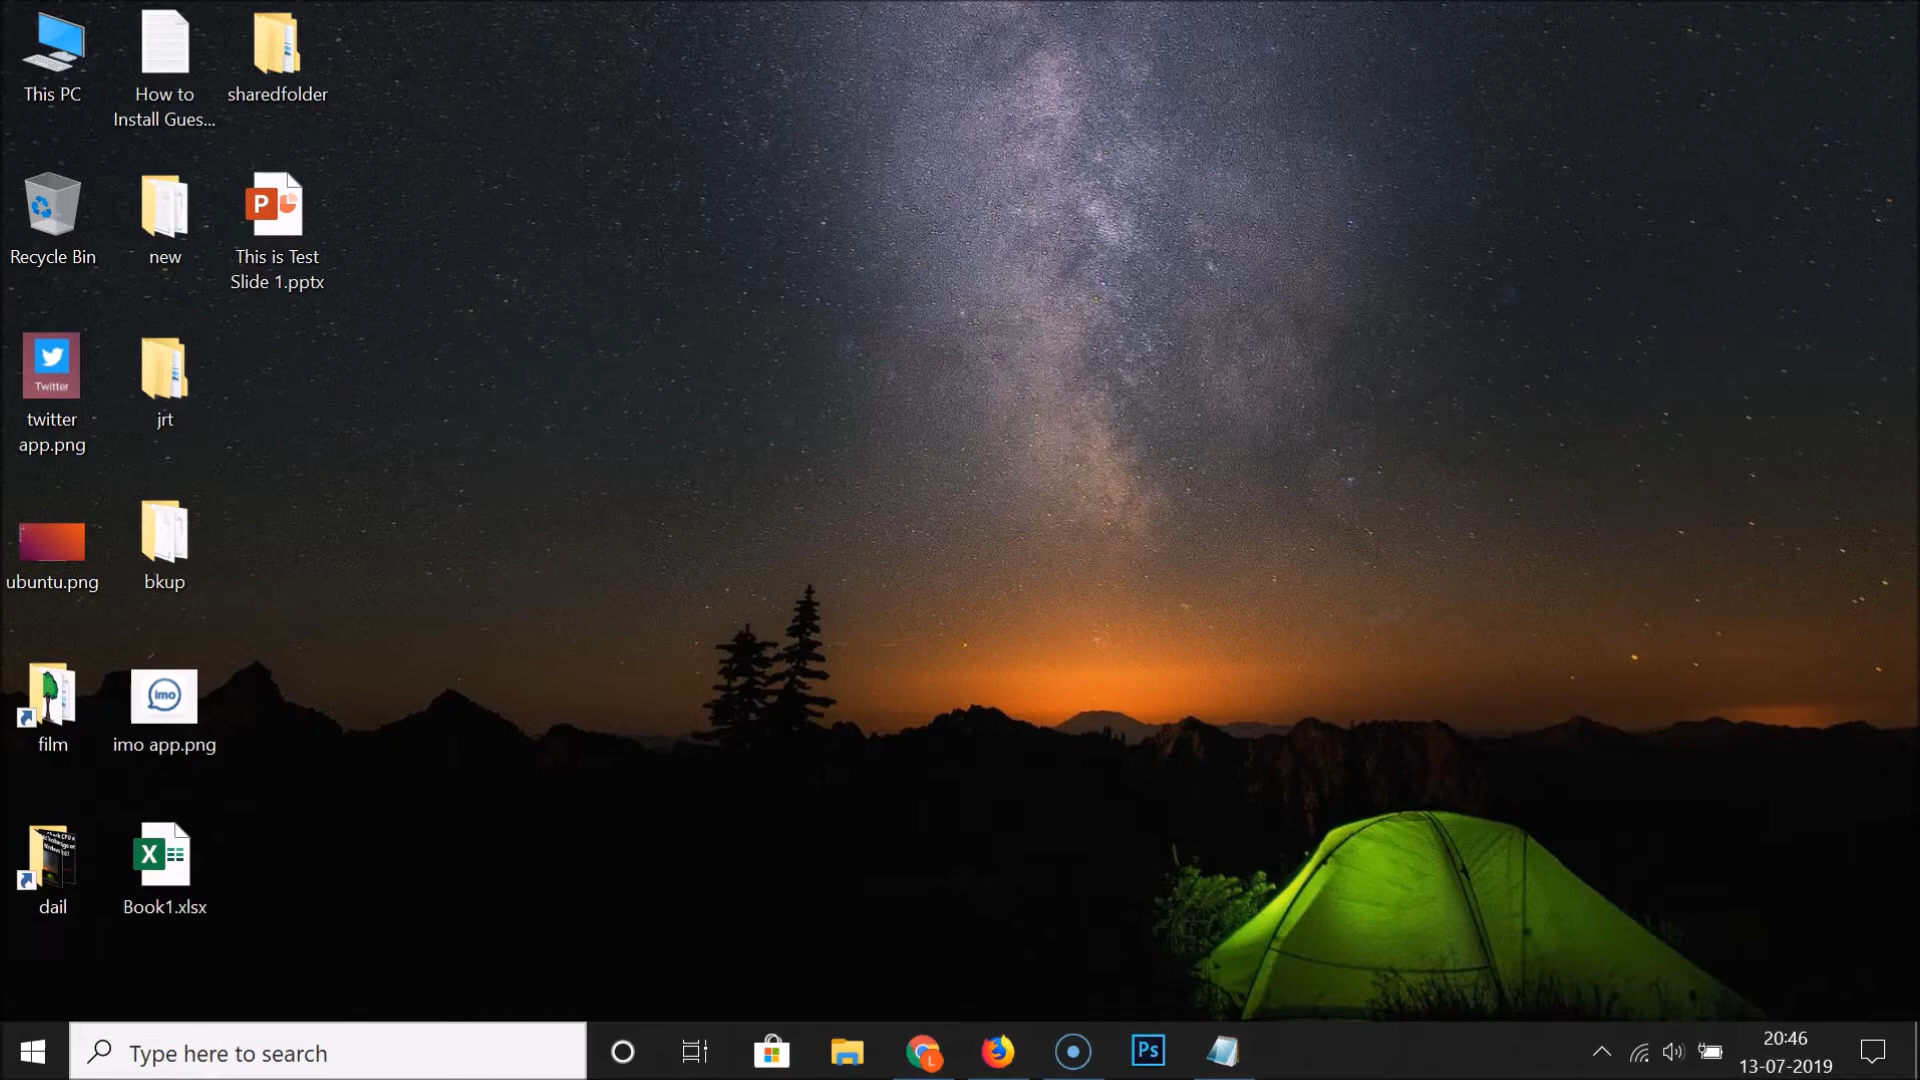 This PC
How to
Install Gues...
sharedfolder
Recycle Bin
new
P
This is Test
Slide 1.pptx
Twitter
twitter
app.png
jrt
ubuntu.png
bkup
film
imo
imo app.png
dail
X
Book1.xlsx
Type here to search
L
Ps
20:46
13-07-2019